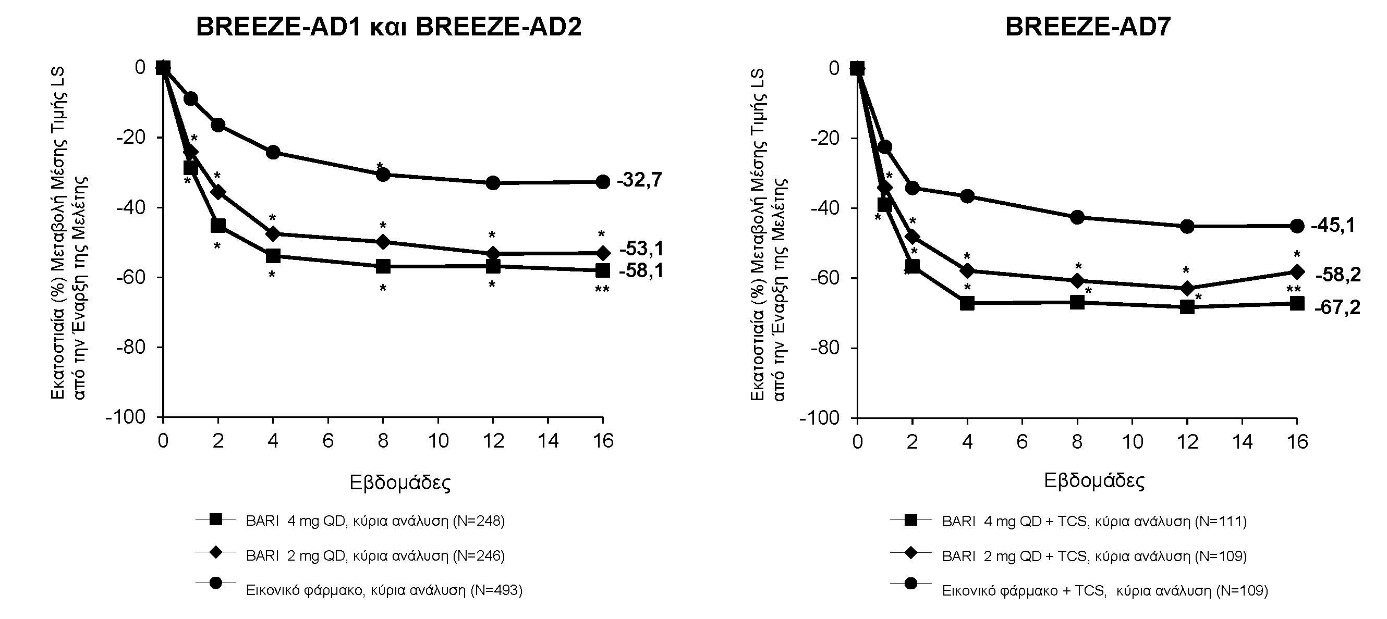 BREEZE-AD1 και BREEZE-AD2
Εκατοστιαία (%) Μεταβολή Μέσης Τιμής LS
από την Έναρξη της Μελέτης
0
-20
-40
-60
-80
-100
*
*
*
*
*
*
*
*
*
*
*
*
**
-32,7
-53,1
-58,1
0 2 4 6 8 10 12 14 16
Εβδομάδες
BARI 4 mg QD, κύρια ανάλυση (N=248)
BARI 2 mg QD, κύρια ανάλυση (N=246)
Εικονικό φάρμακο, κύρια ανάλυση (N=493)
BREEZE-AD7
Εκατοστιαία (%) Μεταβολή Μέσης Τιμής LS
από την Έναρξη της Μελέτης
0
-20
-40
-60
-80
-100
*
*
*
*
*
*
*
*
*
*
*
*
**
-45,1
-58,2
-67,2
0 2 4 6 8 10 12 14 16
Εβδομάδες
BARI 4 mg QD + TCS, κύρια ανάλυση (N=111)
BARI 2 mg QD + TCS, κύρια ανάλυση (N=109)
Εικονικό φάρμακο + TCS, κύρια ανάλυση (N=109)